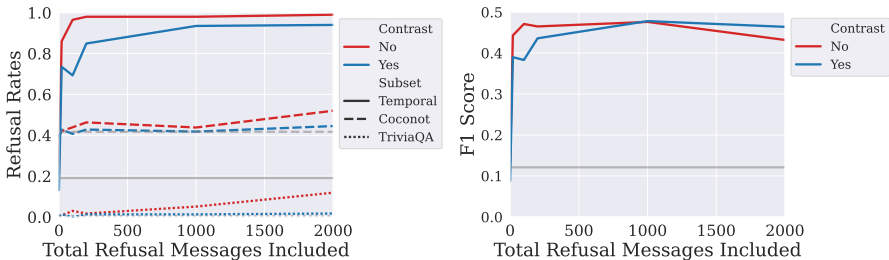 Refusal Rates
1.0
0.8
0.6
0.4
0.2
0.0
0 500 1000 1500 2000
Total Refusal Messages Included
Contrast
No
Yes
Subset
Temporal
Coconot
TriviaQA
F1 Score
0.5
0.4
0.3
0.2
0.1
0.0
0 500 1000 1500 2000
Total Refusal Messages Included
Contrast
No
Yes